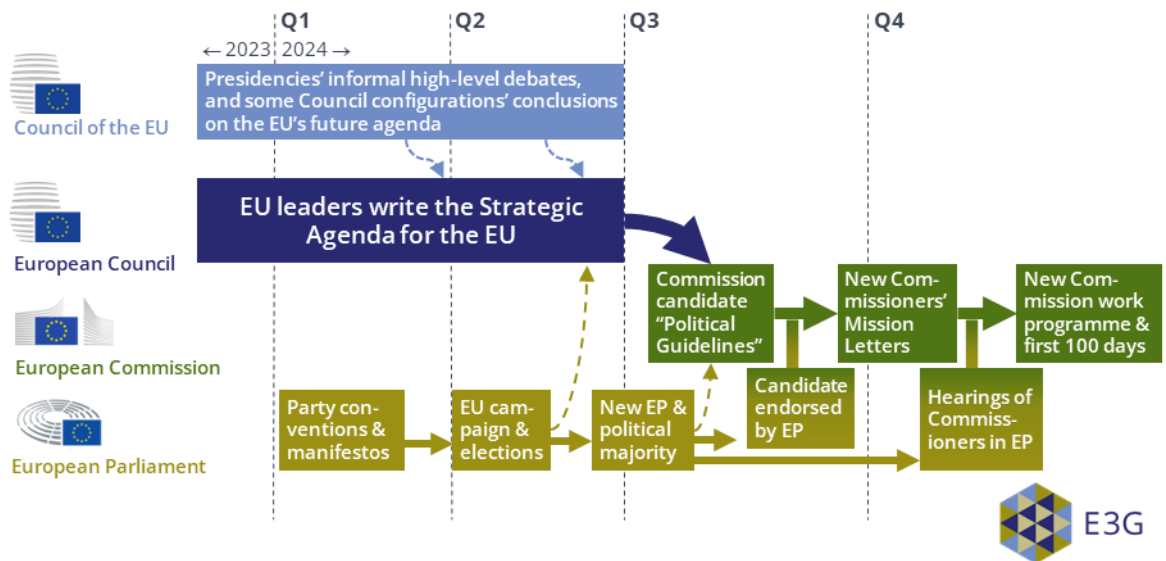 Q1
Q2
Q3
Q4
← 2023
2024 →
Council of the EU
Presidencies’ informal high-level debates,
and some Council configurations’ conclusions
on the EU’s future agenda
European Council
EU leaders write the Strategic
Agenda for the EU
European Commission
Commission
candidate
“Political
Guidelines”
New Com-
missioners’
Mission
Letters
New Com-
mission work
programme &
first 100 days
European Parliament
Party con-
ventions &
manifestos
EU cam-
paign &
elections
New EP &
political
majority
Candidate
endorsed
by EP
Hearings of
Commiss-
ioners in EP
E3G